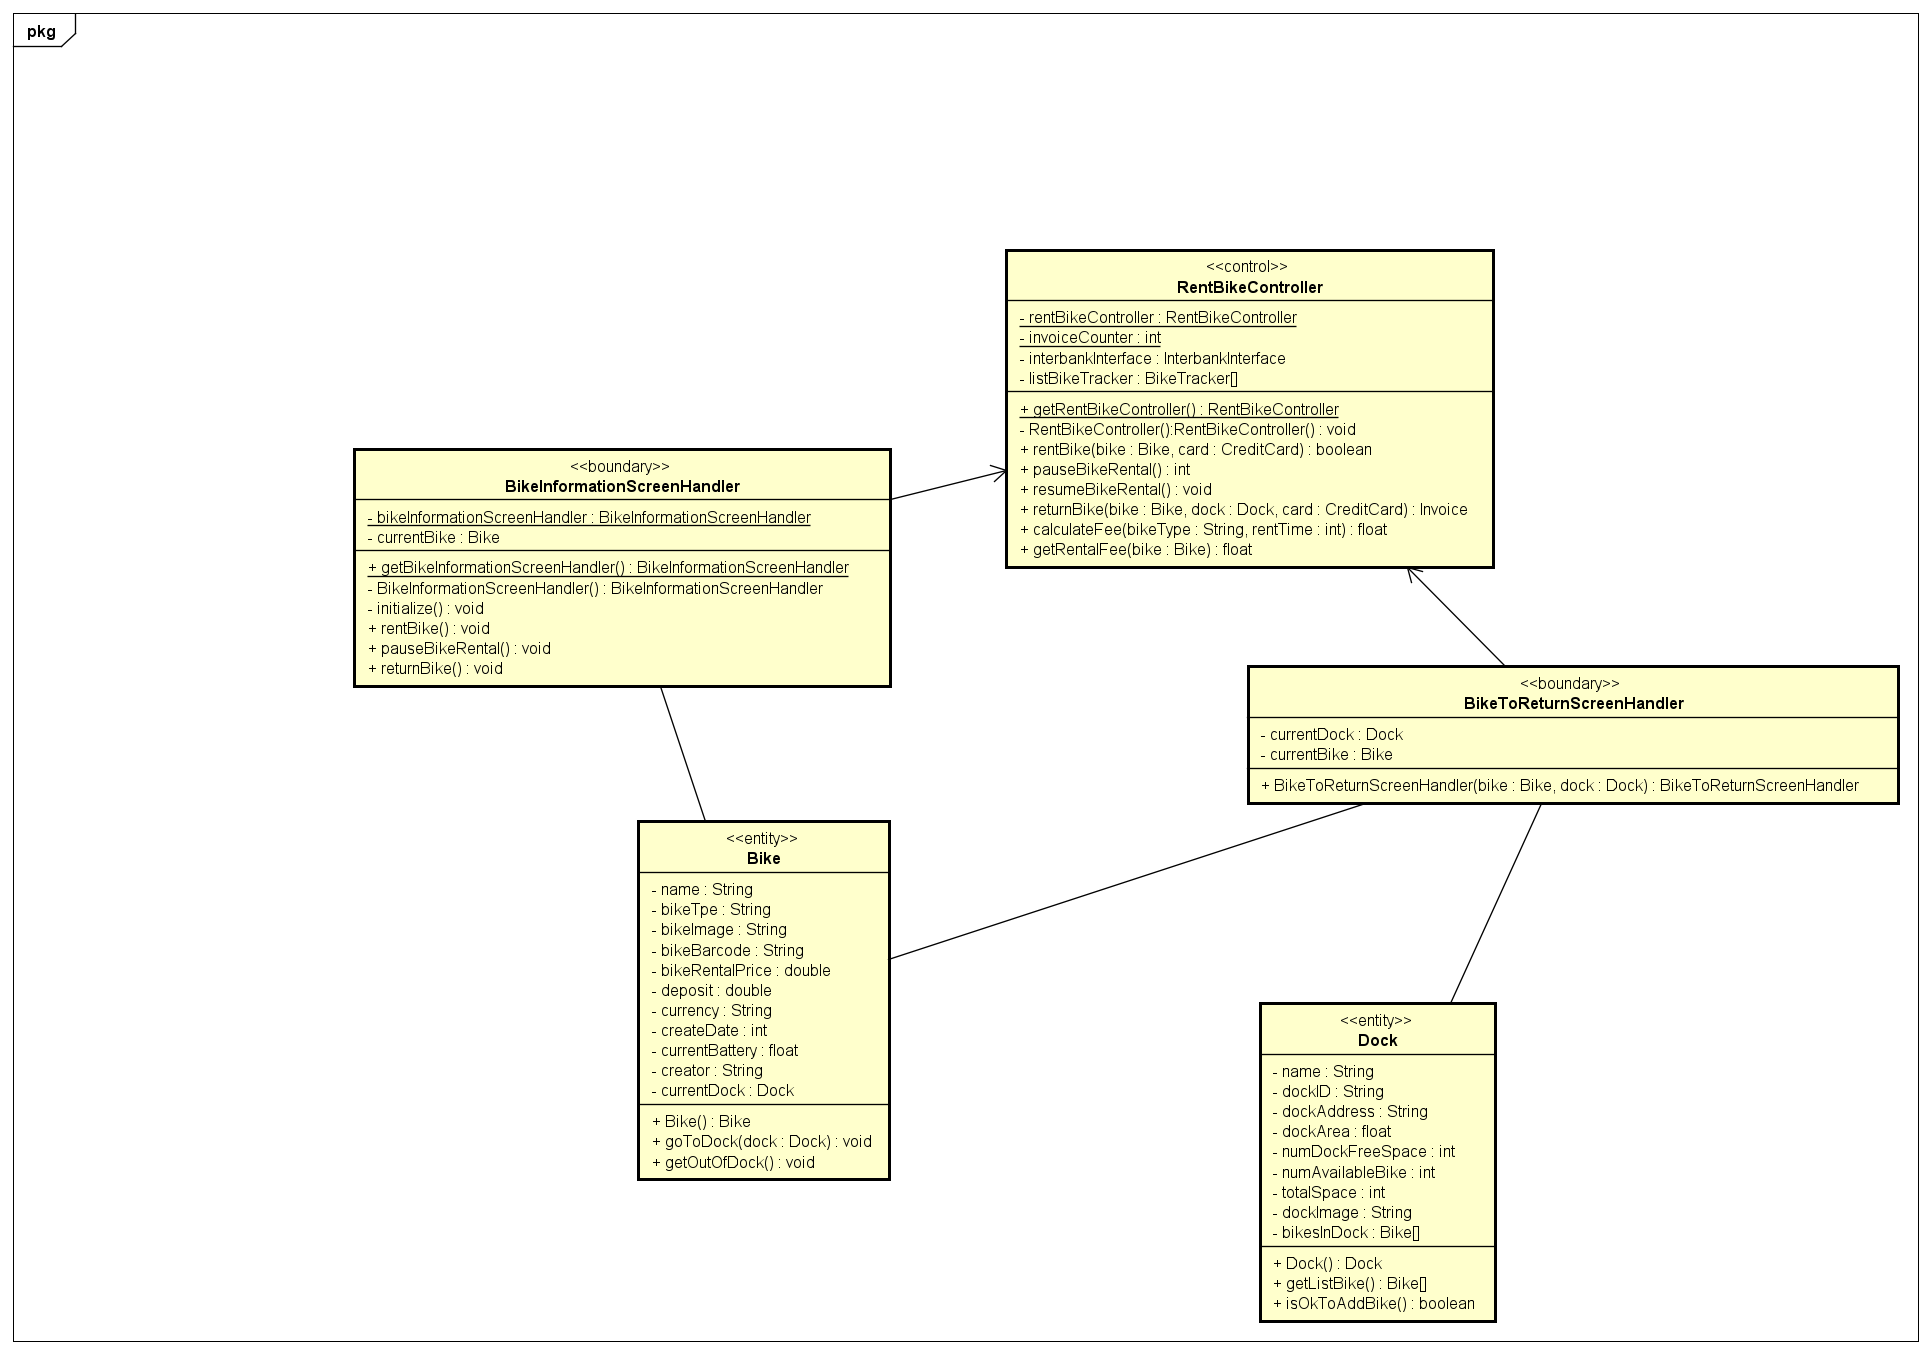 pkg
<<control>>
RentBikeController
- rentBikeController : RentBikeController
- invoiceCounter : int
- interbankInterface : InterbankInterface
- listBikeTracker : BikeTracker[]
+ getRentBikeController() : RentBikeController
- RentBikeController():RentBikeController() : void
+ rentBike(bike : Bike, card : CreditCard) : boolean
+ pauseBikeRental() : int
+ resumeBikeRental() : void
+ returnBike(bike : Bike, dock : Dock, card : CreditCard) : Invoice
+ calculateFee(bikeType : String, rentTime : int) : float
+ getRentalFee(bike : Bike) : float
<<boundary>>
BikeInformationScreenHandler
- bikeInformationScreenHandler : BikeInformationScreenHandler
- currentBike : Bike
+ getBikeInformationScreenHandler() : BikeInformationScreenHandler
- BikeInformationScreenHandler() : BikeInformationScreenHandler
- initialize() : void
+ rentBike() : void
+ pauseBikeRental() : void
+ returnBike() : void
<<boundary>>
BikeToReturnScreenHandler
- currentDock : Dock
- currentBike : Bike
+ BikeToReturnScreenHandler(bike : Bike, dock : Dock) : BikeToReturnScreenHandler
<<entity>>
Bike
- name : String
- bikeTpe : String
- bikeImage : String
- bikeBarcode : String
- bikeRentalPrice : double
- deposit : double
- currency : String
- createDate : int
- currentBattery : float
- creator : String
- currentDock : Dock
+ Bike() : Bike
+ goToDock(dock : Dock) : void
+ getOutOfDock() : void
<<entity>>
Dock
- name : String
- dockID : String
- dockAddress : String
- dockArea : float
- numDockFreeSpace : int
- numAvailableBike : int
- totalSpace : int
- dockImage : String
- bikesInDock : Bike[]
+ Dock() : Dock
+ getListBike() : Bike[]
+ isOkToAddBike() : boolean